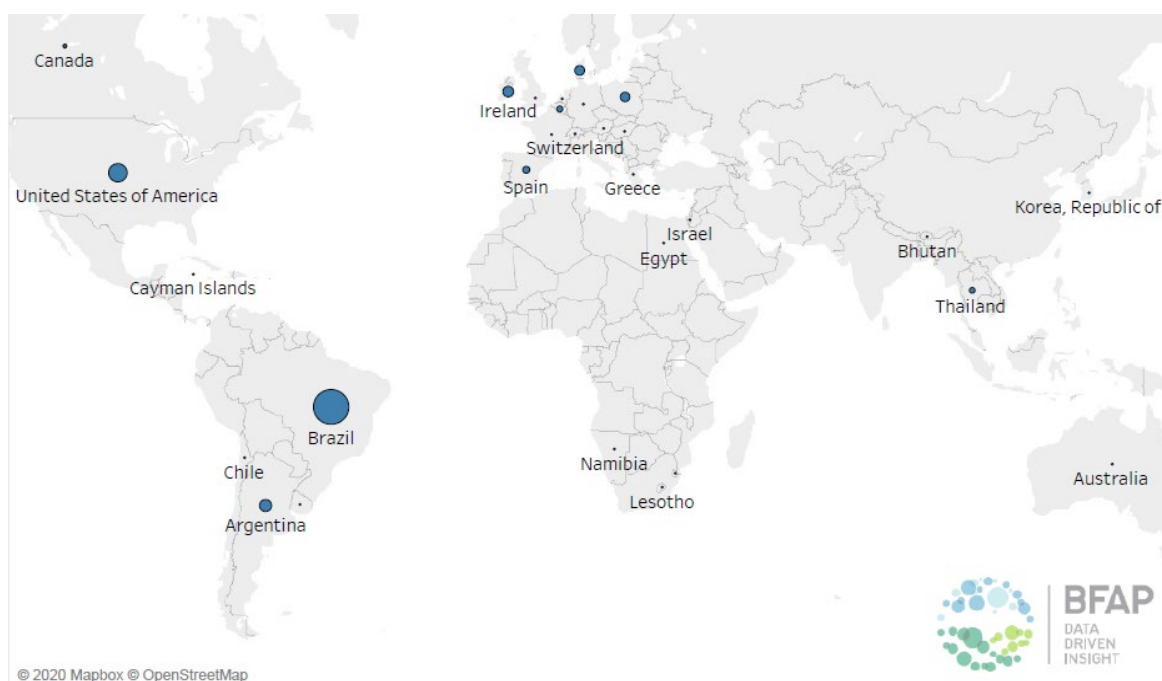 Canada
Ireland
Switzerland
United States of America
Spain
Greece
Korea, Republic of
Israel
Egypt
Bhutan
Cayman Islands
Thailand
Brazil
Namibia
Chile
Australia
Lesotho
Argentina
BFAP
DATA
DRIVEN
INSIGHT
© 2020 Mapbox © OpenStreetMap